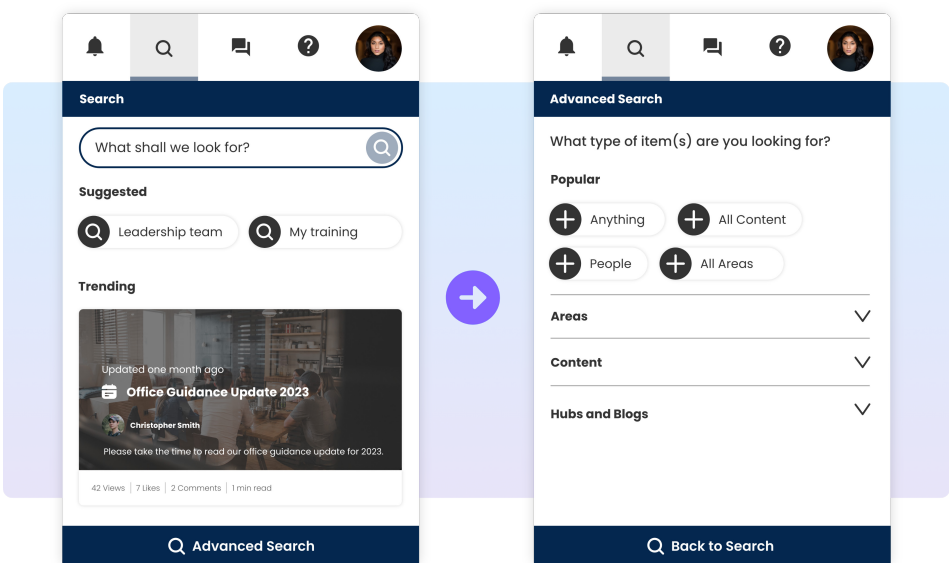 Search
What shall we look for?
Suggested
Leadership team
My training
Trending
Updated one month ago
Office Guidance Update 2023
Christopher Smith
Please take the time to read our office guidance update for 2023.
42 Views
7 Likes
2 Comments
1 min read
Advanced Search
Advanced Search
What type of item(s) are you looking for?
Popular
Anything
All Content
People
All Areas
Areas
Content
Hubs and Blogs
Back to Search